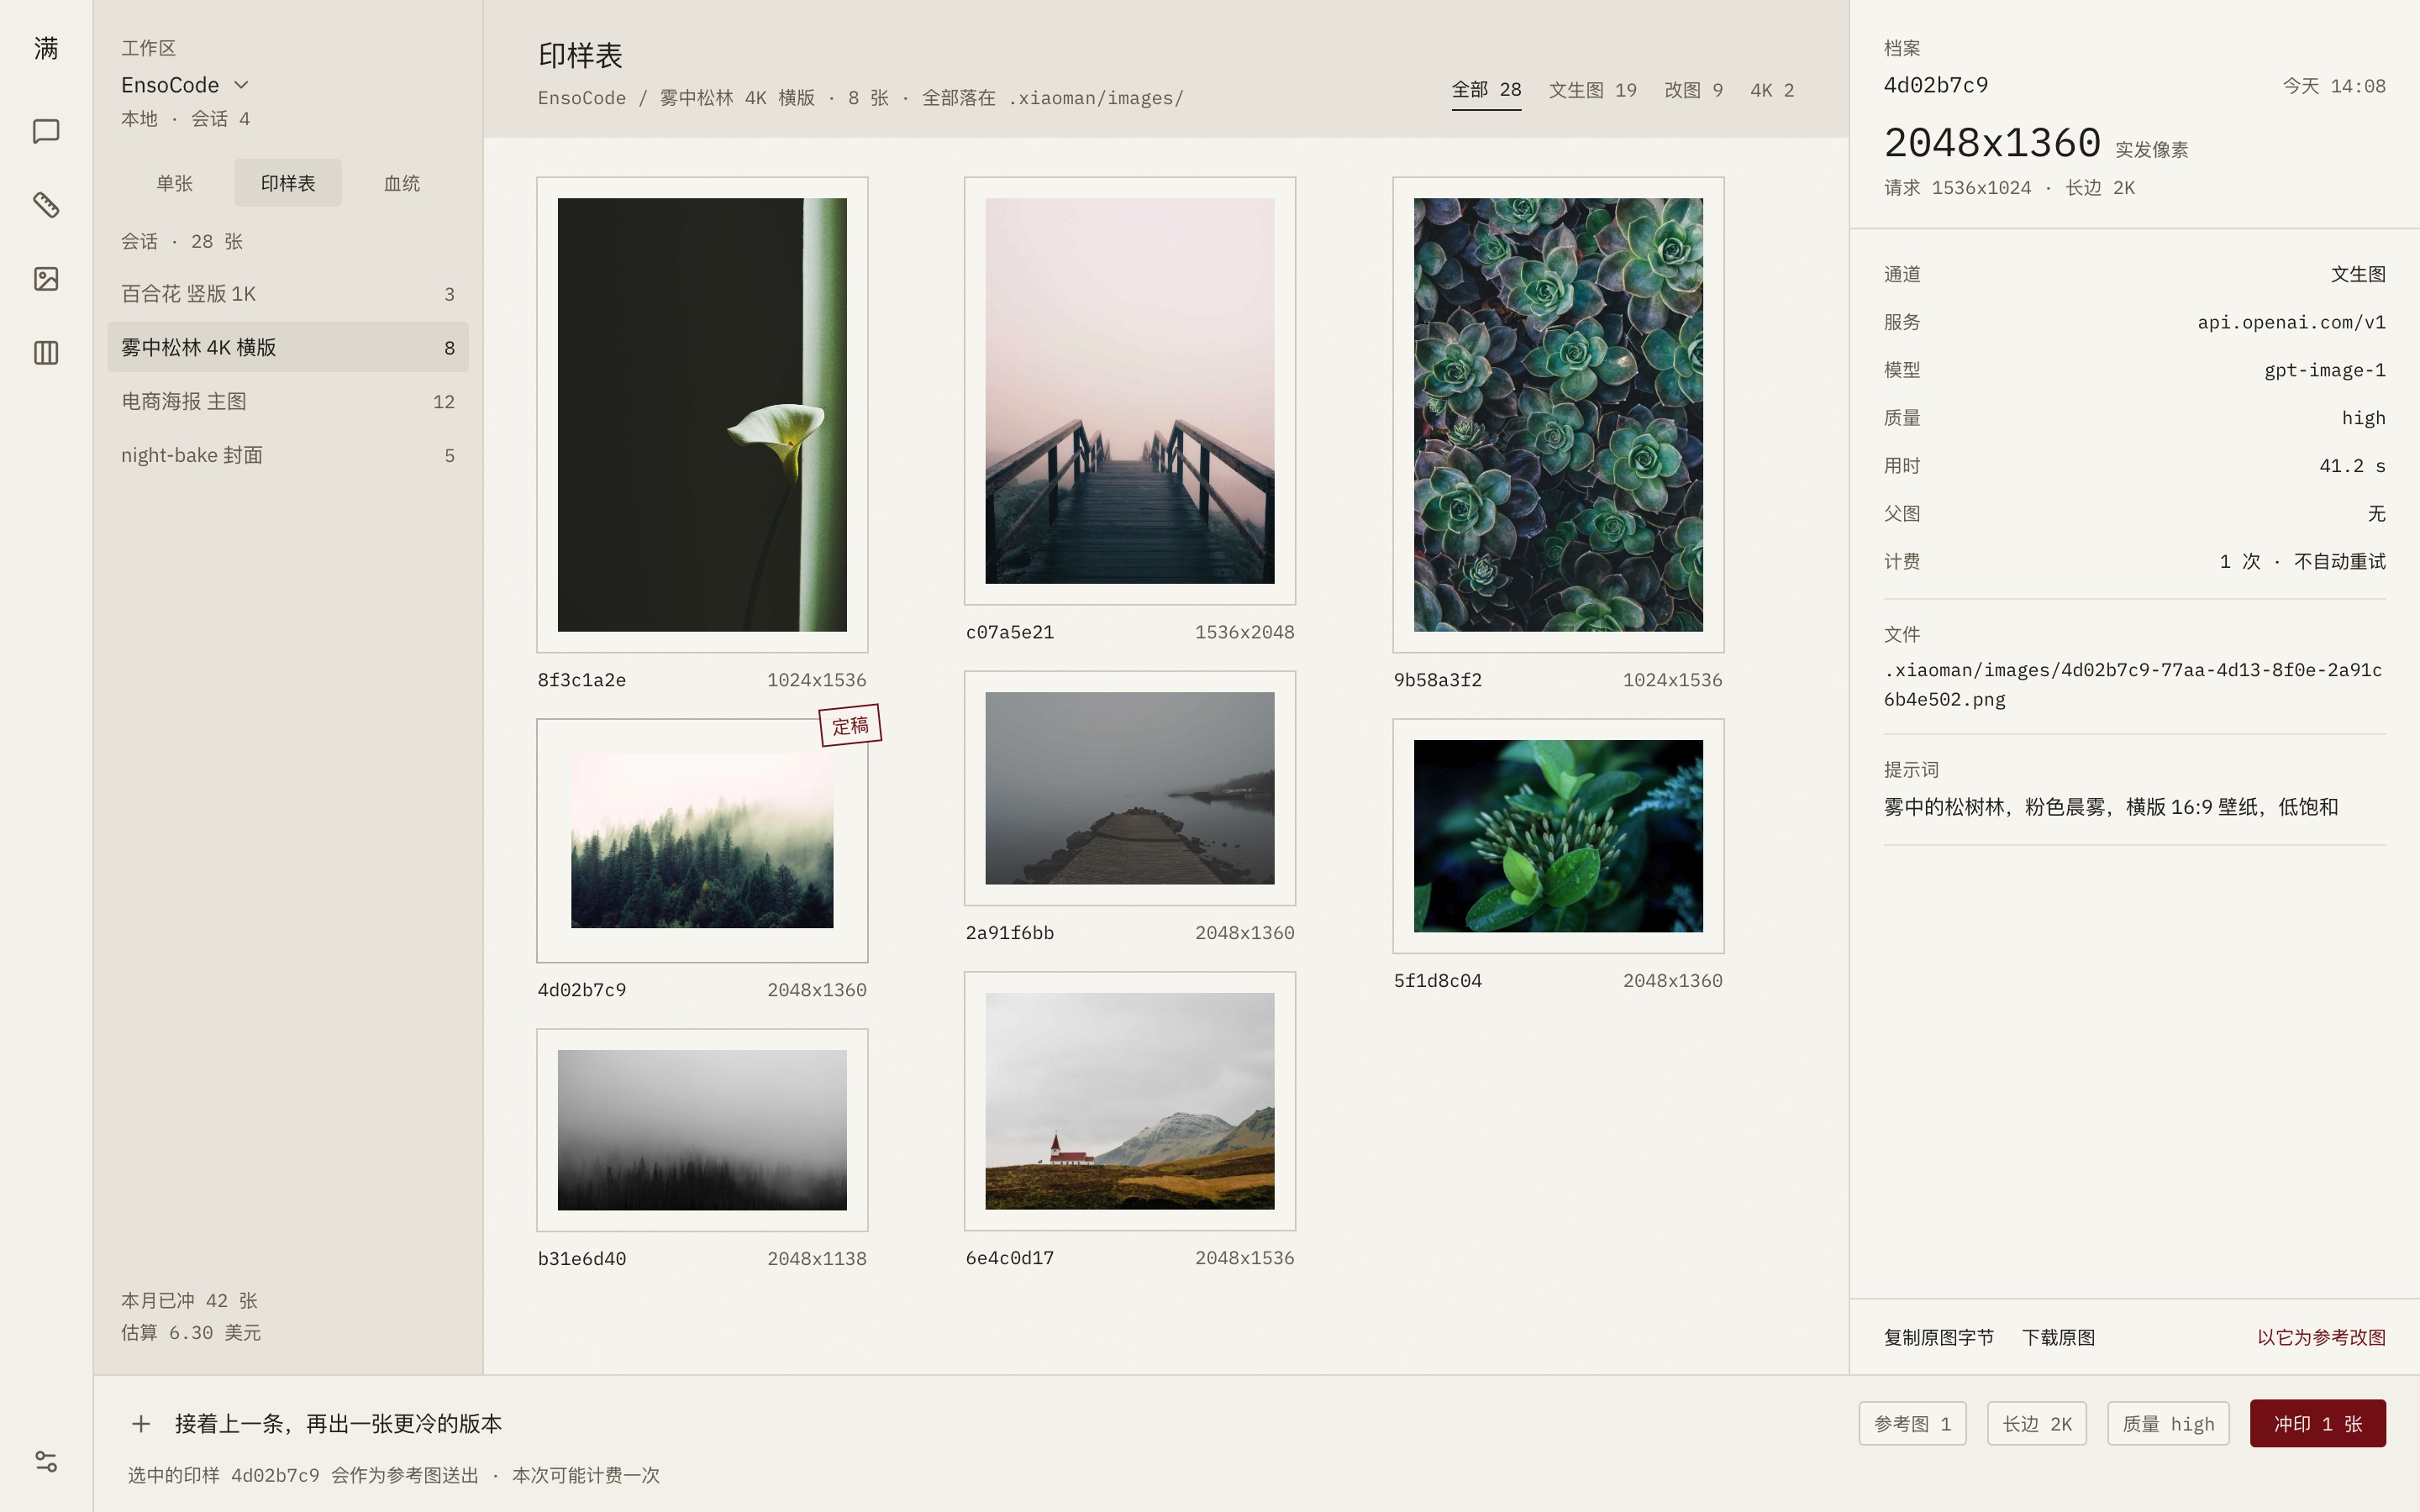 满
工作区
EnsoCode
本地 · 会话 4
单张 印样表 血统
会话 · 28 张
百合花 竖版 1K 3
雾中松林 4K 横版 8
电商海报 主图 12
night-bake 封面 5
本月已冲 42 张
估算 6.30 美元
印样表
EnsoCode / 雾中松林 4K 横版 · 8 张 · 全部落在 .xiaoman/images/
全部 28 文生图 19 改图 9 4K 2
8f3c1a2e 1024x1536
定稿
4d02b7c9 2048x1360
b31e6d40 2048x1138
c07a5e21 1536x2048
2a91f6bb 2048x1360
6e4c0d17 2048x1536
9b58a3f2 1024x1536
5f1d8c04 2048x1360
档案
4d02b7c9 今天 14:08
2048x1360 实发像素
请求 1536x1024 · 长边 2K
通道 文生图
服务 api.openai.com/v1
模型 gpt-image-1
质量 high
用时 41.2 s
父图 无
计费 1 次 · 不自动重试
文件
.xiaoman/images/4d02b7c9-77aa-4d13-8f0e-2a91c
6b4e502.png
提示词
雾中的松树林，粉色晨雾，横版 16:9 壁纸，低饱和
复制原图字节 下载原图 以它为参考改图
接着上一条，再出一张更冷的版本
参考图 1 长边 2K 质量 high 冲印 1 张
选中的印样 4d02b7c9 会作为参考图送出 · 本次可能计费一次